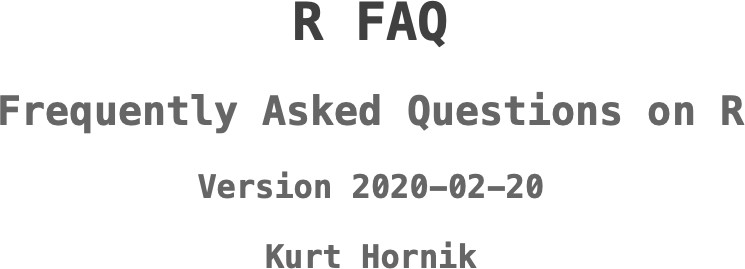 R FAQ
Frequently Asked Questions on R
Version 2020-02-20
Kurt Hornik